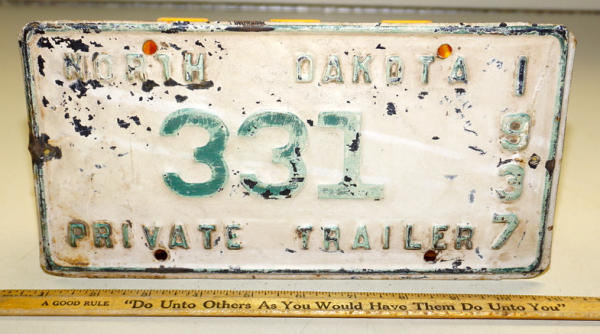 NORTH DAKOTA
331
PRIVATE TRAILER
1937
A GOOD RULE "Do Unto Others As You Would Have Them Do Unto You"